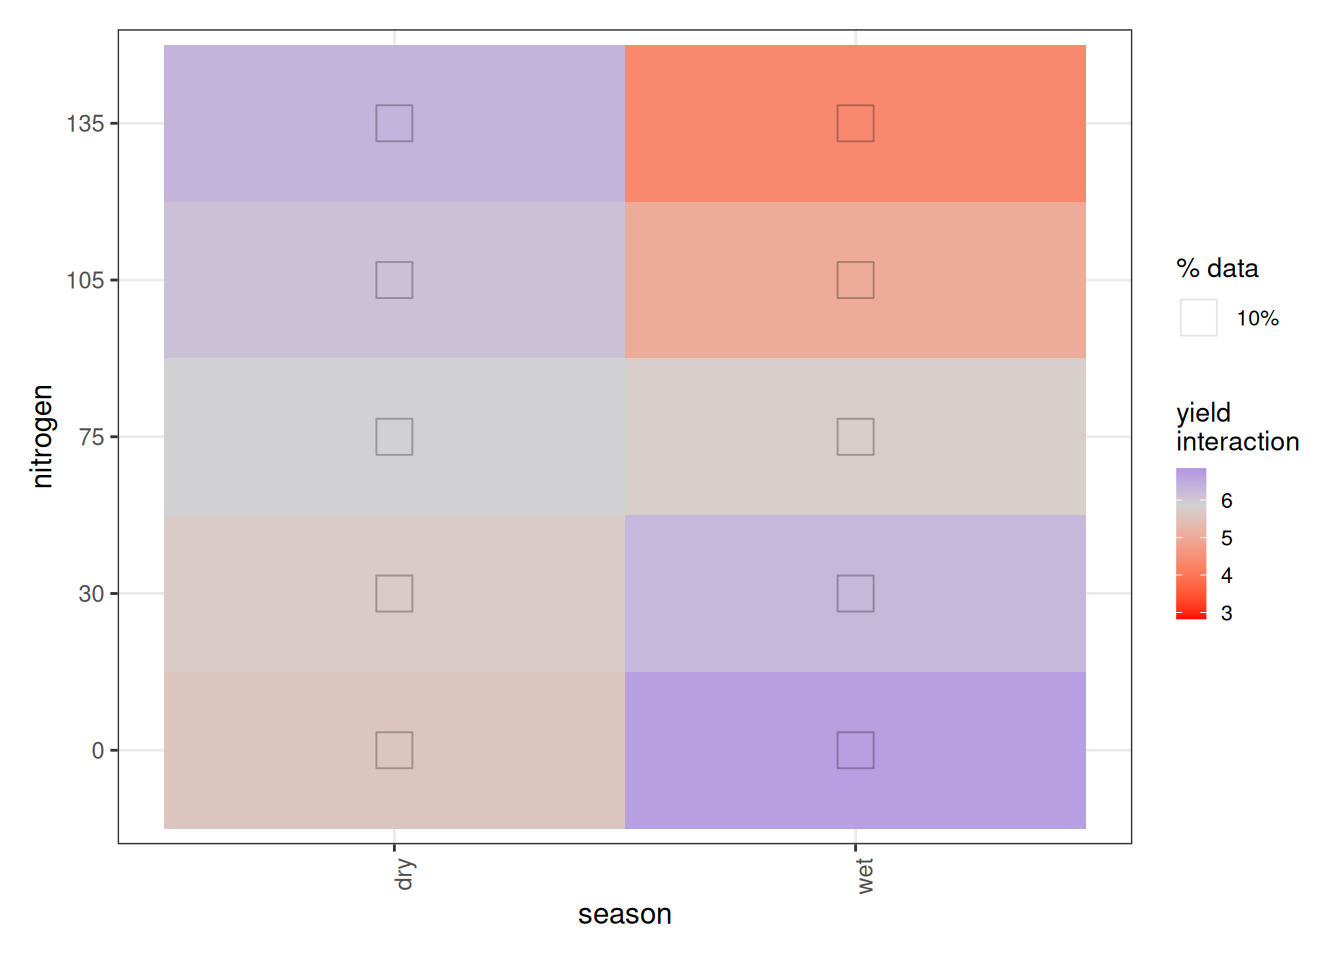 135
105
75
30
0
nitrogen
dry
wet
season
% data
10%
yield
interaction
6
5
4
3